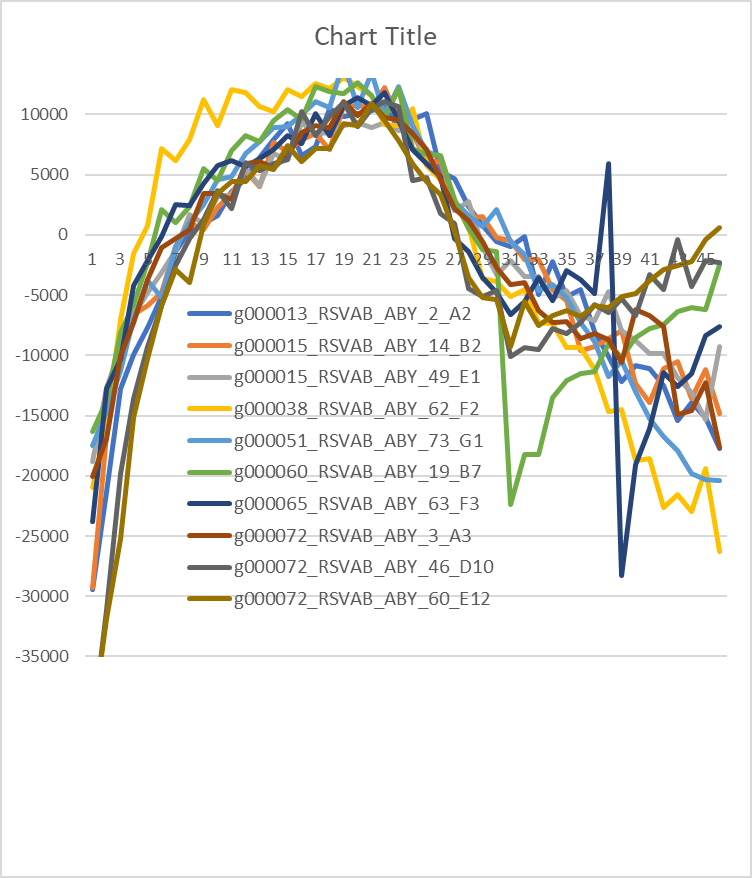 Chart Title
10000
5000
0
1 3 5 7 9 11 13 15 17 19 21 23 25 27 29 31 33 35 37 39 41 43 45
-5000
g000013_RSVAB_ABY_2_A2
g000015_RSVAB_ABY_14_B2
-10000
g000015_RSVAB_ABY_49_E1
g000038_RSVAB_ABY_62_F2
-15000
g000051_RSVAB_ABY_73_G1
g000060_RSVAB_ABY_19_B7
-20000
g000065_RSVAB_ABY_63_F3
-25000
g000072_RSVAB_ABY_3_A3
g000072_RSVAB_ABY_46_D10
-30000
g000072_RSVAB_ABY_60_E12
-35000